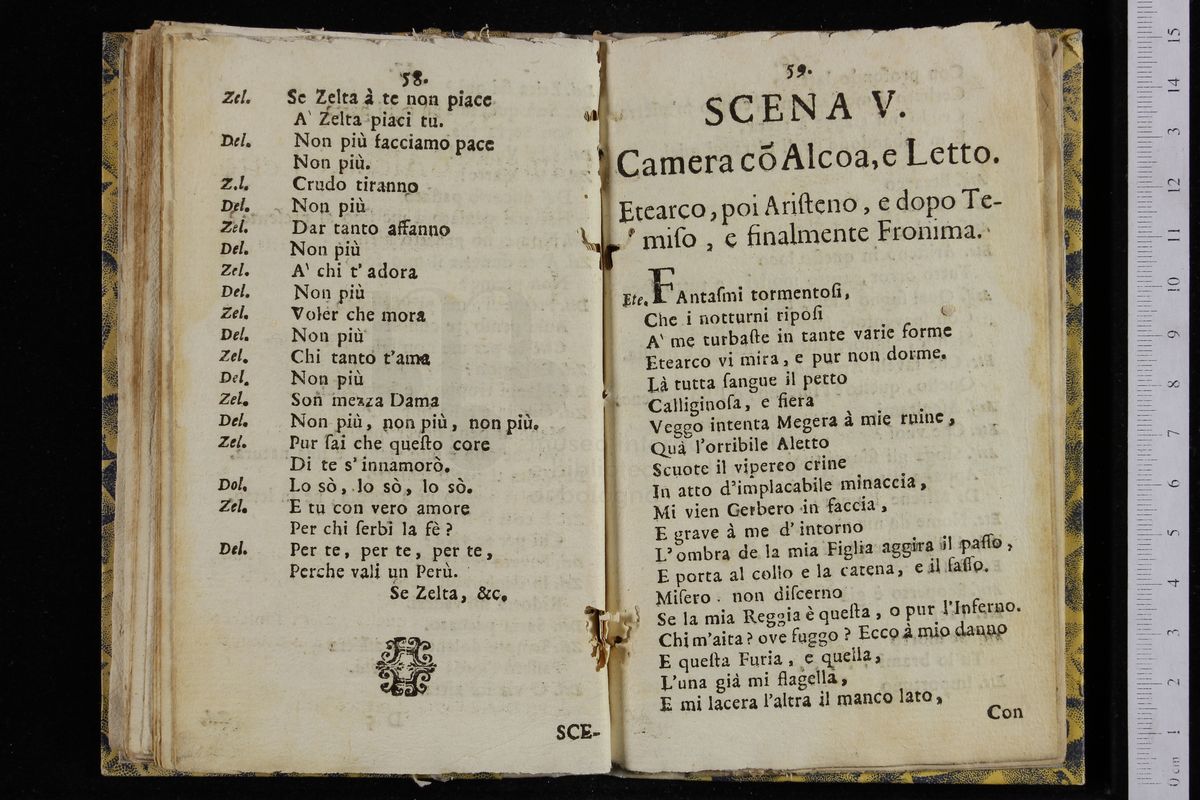 58.
Zel. Se Zelta à te non piace
A' Zelta piaci tu.
Del. Non più facciamo pace
Non più.
Z.l. Crudo tiranno
Del. Non più
Zel. Dar tanto affanno
Del. Non più
Zel. A' chi t' adora
Del. Non più
Zel. Voler che mora
Del. Non più
Zel. Chi tanto t'ama
Del. Non più
Zel. Son mezza Dama
Del. Non più, non più, non più.
Zel. Pur ſai che queſto core
Di te s'innamorò.
Dol. Lo sò, lo sò, lo sò.
Zel. E tu con vero amore
Per chi ſerbi la fè?
Del. Per te, per te, per te,
Perche vali un Perù.
Se Zelta, &c.
SCE-
59.
SCENA V.
Camera cõ Alcoa, e Letto.
Etearco, poi Ariſteno, e dopo Te-
miſo, e finalmente Fronima.
Ete. FAntaſmi tormentoſi,
Che i notturni ripoſi
A' me turbaſte in tante varie forme
Etearco vi mira, e pur non dorme.
Là tutta ſangue il petto
Calliginoſa, e fiera
Veggo intenta Megera à mie ruine,
Quà l'orribile Aletto
Scuote il vipereo crine
In atto d'implacabile minaccia,
Mi vien Cerbero in faccia,
E grave à me d'intorno
L'ombra de la mia Figlia aggira il paſſo,
E porta al collo e la catena, e il ſaſſo.
Miſero. non diſcerno
Se la mia Reggia è queſta, o pur l'Inferno.
Chi m'aita? ove fuggo? Ecco à mio danno
E queſta Furia, e quella,
L'una già mi flagella,
E mi lacera l'altra il manco lato,
Con
15
14
13
12
11
10
9
8
7
6
5
4
3
2
1
0 cm